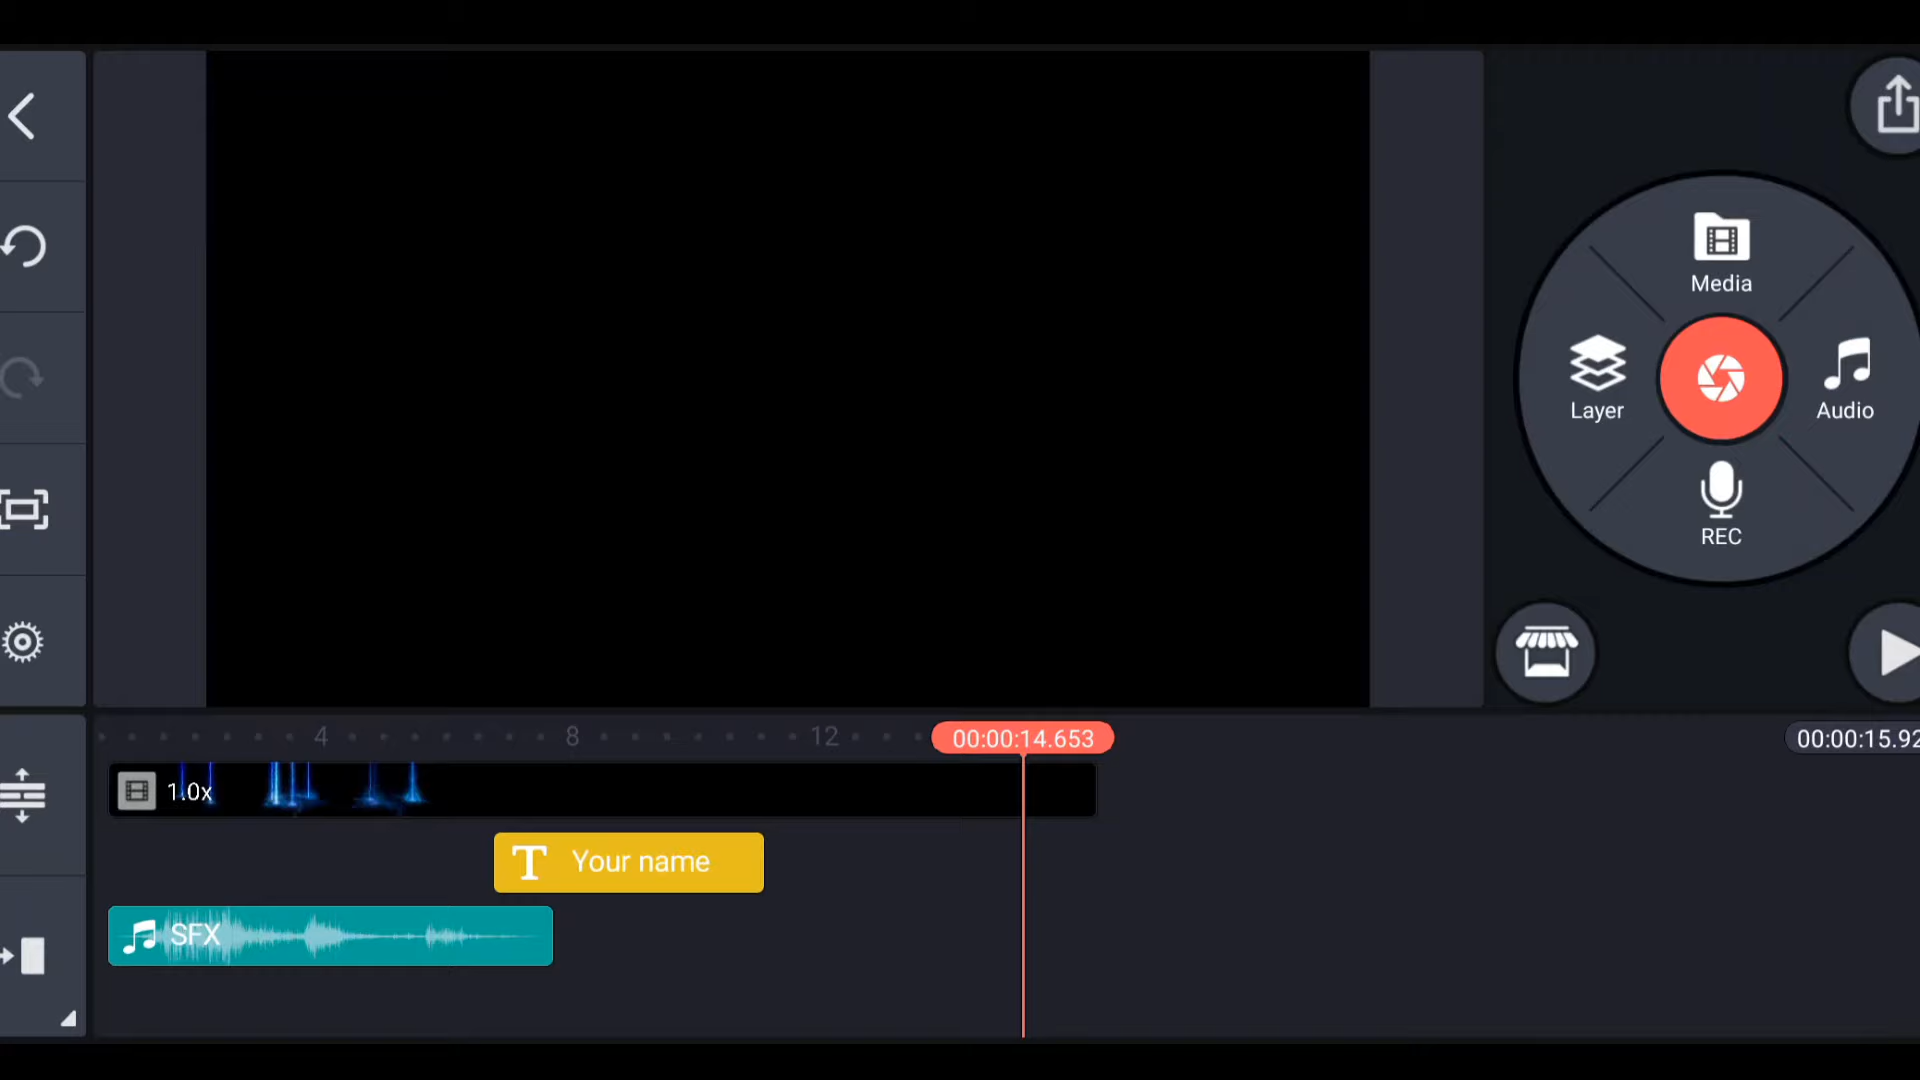 Media
Layer
Audio
REC
4
8
12
00:00:14.653
00:00:15.92
1.0x
T Your name
SFX